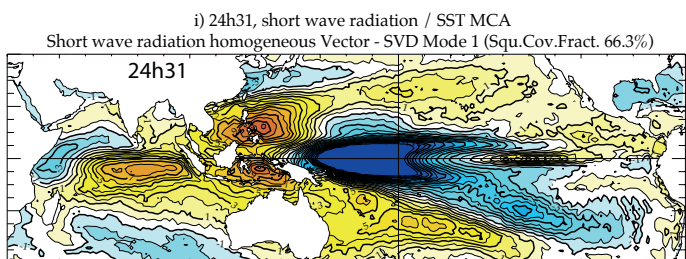 i) 24h31, short wave radiation / SST MCA
Short wave radiation homogeneous Vector - SVD Mode 1 (Squ.Cov.Fract. 66.3%)
24h31